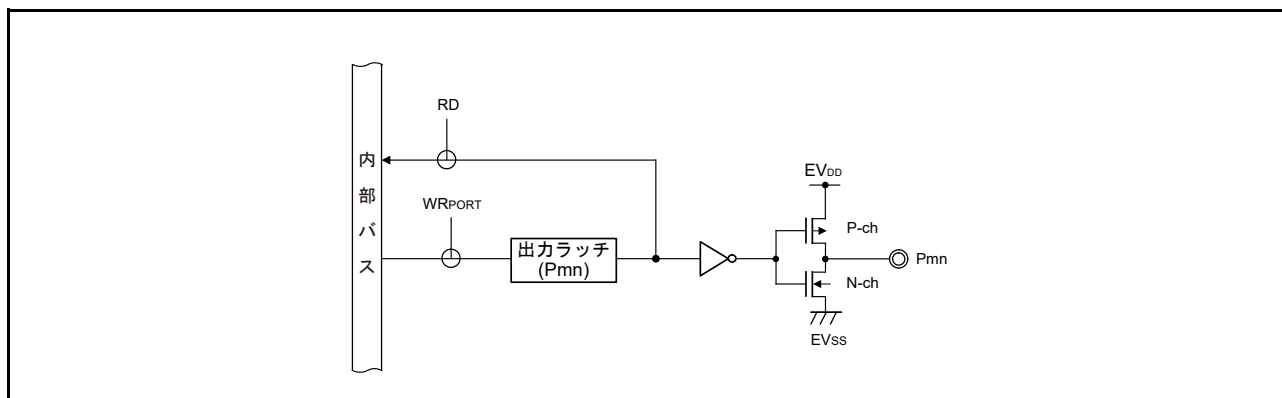 内部バス
RD
WRPORT
出力ラッチ
(Pmn)
EVDD
P-ch
Pmn
N-ch
EVSS